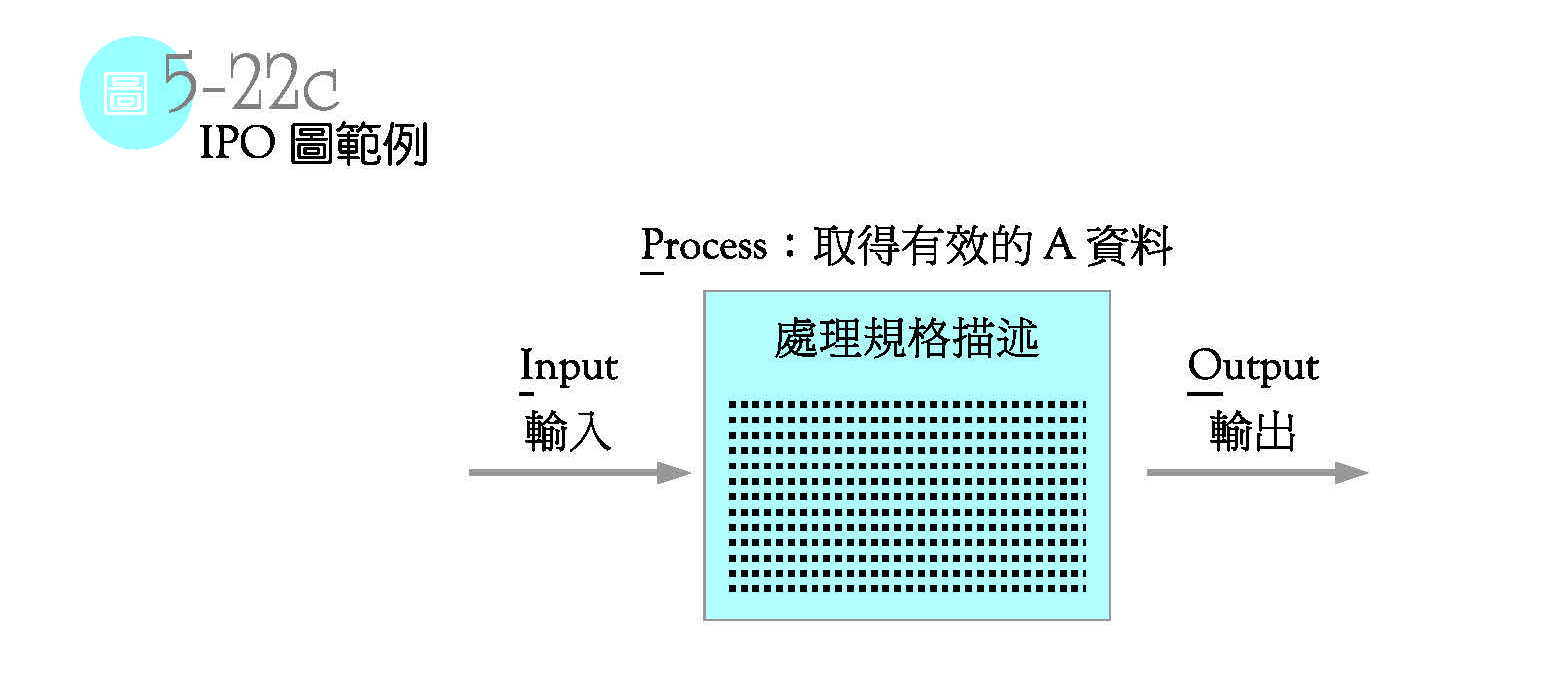 圖 5-22c
IPO 圖範例
Process：取得有效的 A 資料
處理規格描述
Input
輸入
Output
輸出